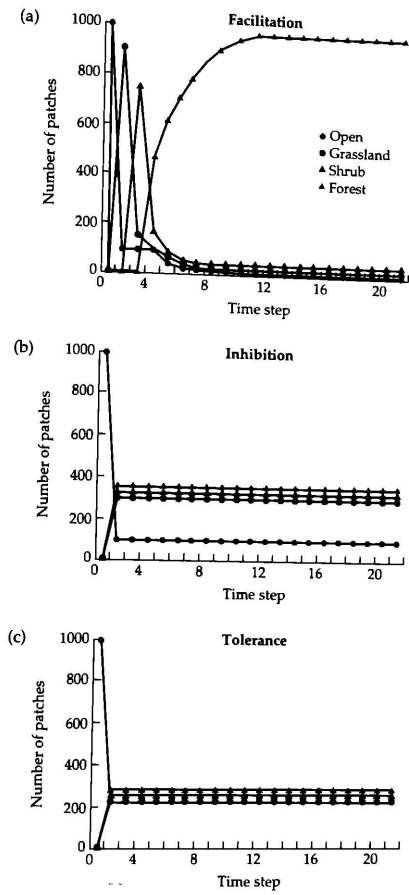 (a)
Facilitation
1000
800
600
400
200
0
Number of patches
Open
Grassland
Shrub
Forest
0 4 8 12 16 20
Time step
(b)
Inhibition
1000
800
600
400
200
0
Number of patches
0 4 8 12 16 20
Time step
(c)
Tolerance
1000
800
600
400
200
0
Number of patches
0 4 8 12 16 20
Time step